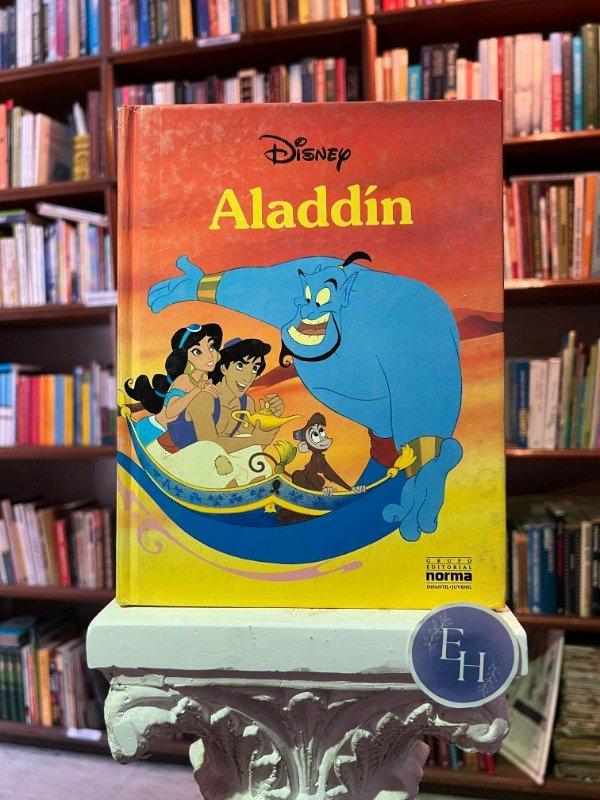 Disney
Aladdín
GRUPO
EDITORIAL
norma
INFANTIL • JUVENIL
EH